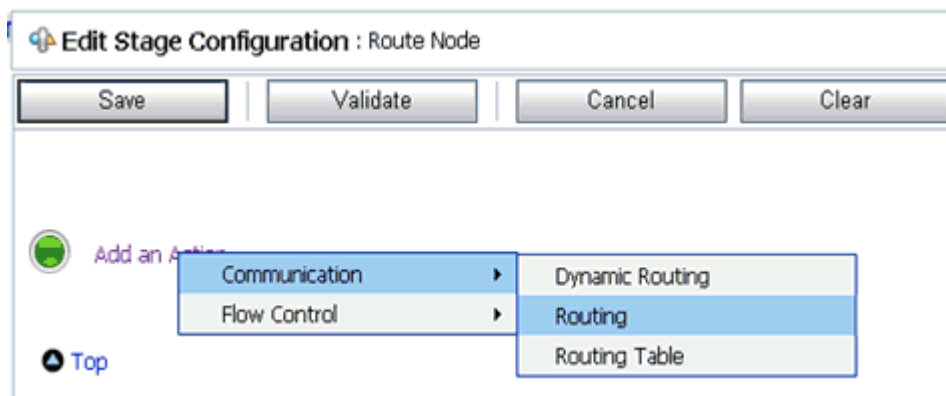 Edit Stage Configuration : Route Node
Save Validate Cancel Clear
Add an Action
Communication Dynamic Routing
Flow Control Routing
Routing Table
Top